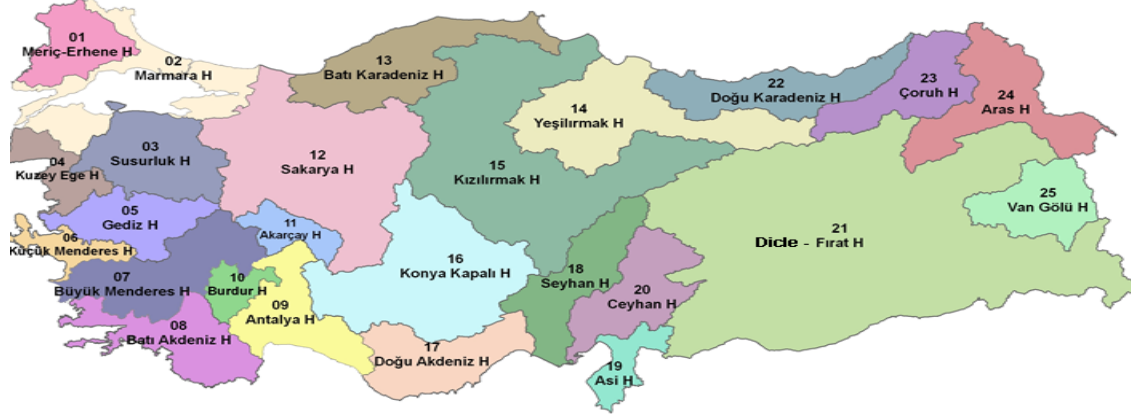 01
Meriç-Erhene H
02
Marmara H
03
Susurluk H
04
Kuzey Ege H
05
Gediz H
06
Küçük Menderes H
07
Büyük Menderes H
08
Batı Akdeniz H
09
Antalya H
10
Burdur H
11
Akarçay H
12
Sakarya H
13
Batı Karadeniz H
14
Yeşilırmak H
15
Kızılırmak H
16
Konya Kapalı H
17
Doğu Akdeniz H
18
Seyhan H
19
Asi H
20
Ceyhan H
21
Dicle - Fırat H
22
Doğu Karadeniz H
23
Çoruh H
24
Aras H
25
Van Gölü H